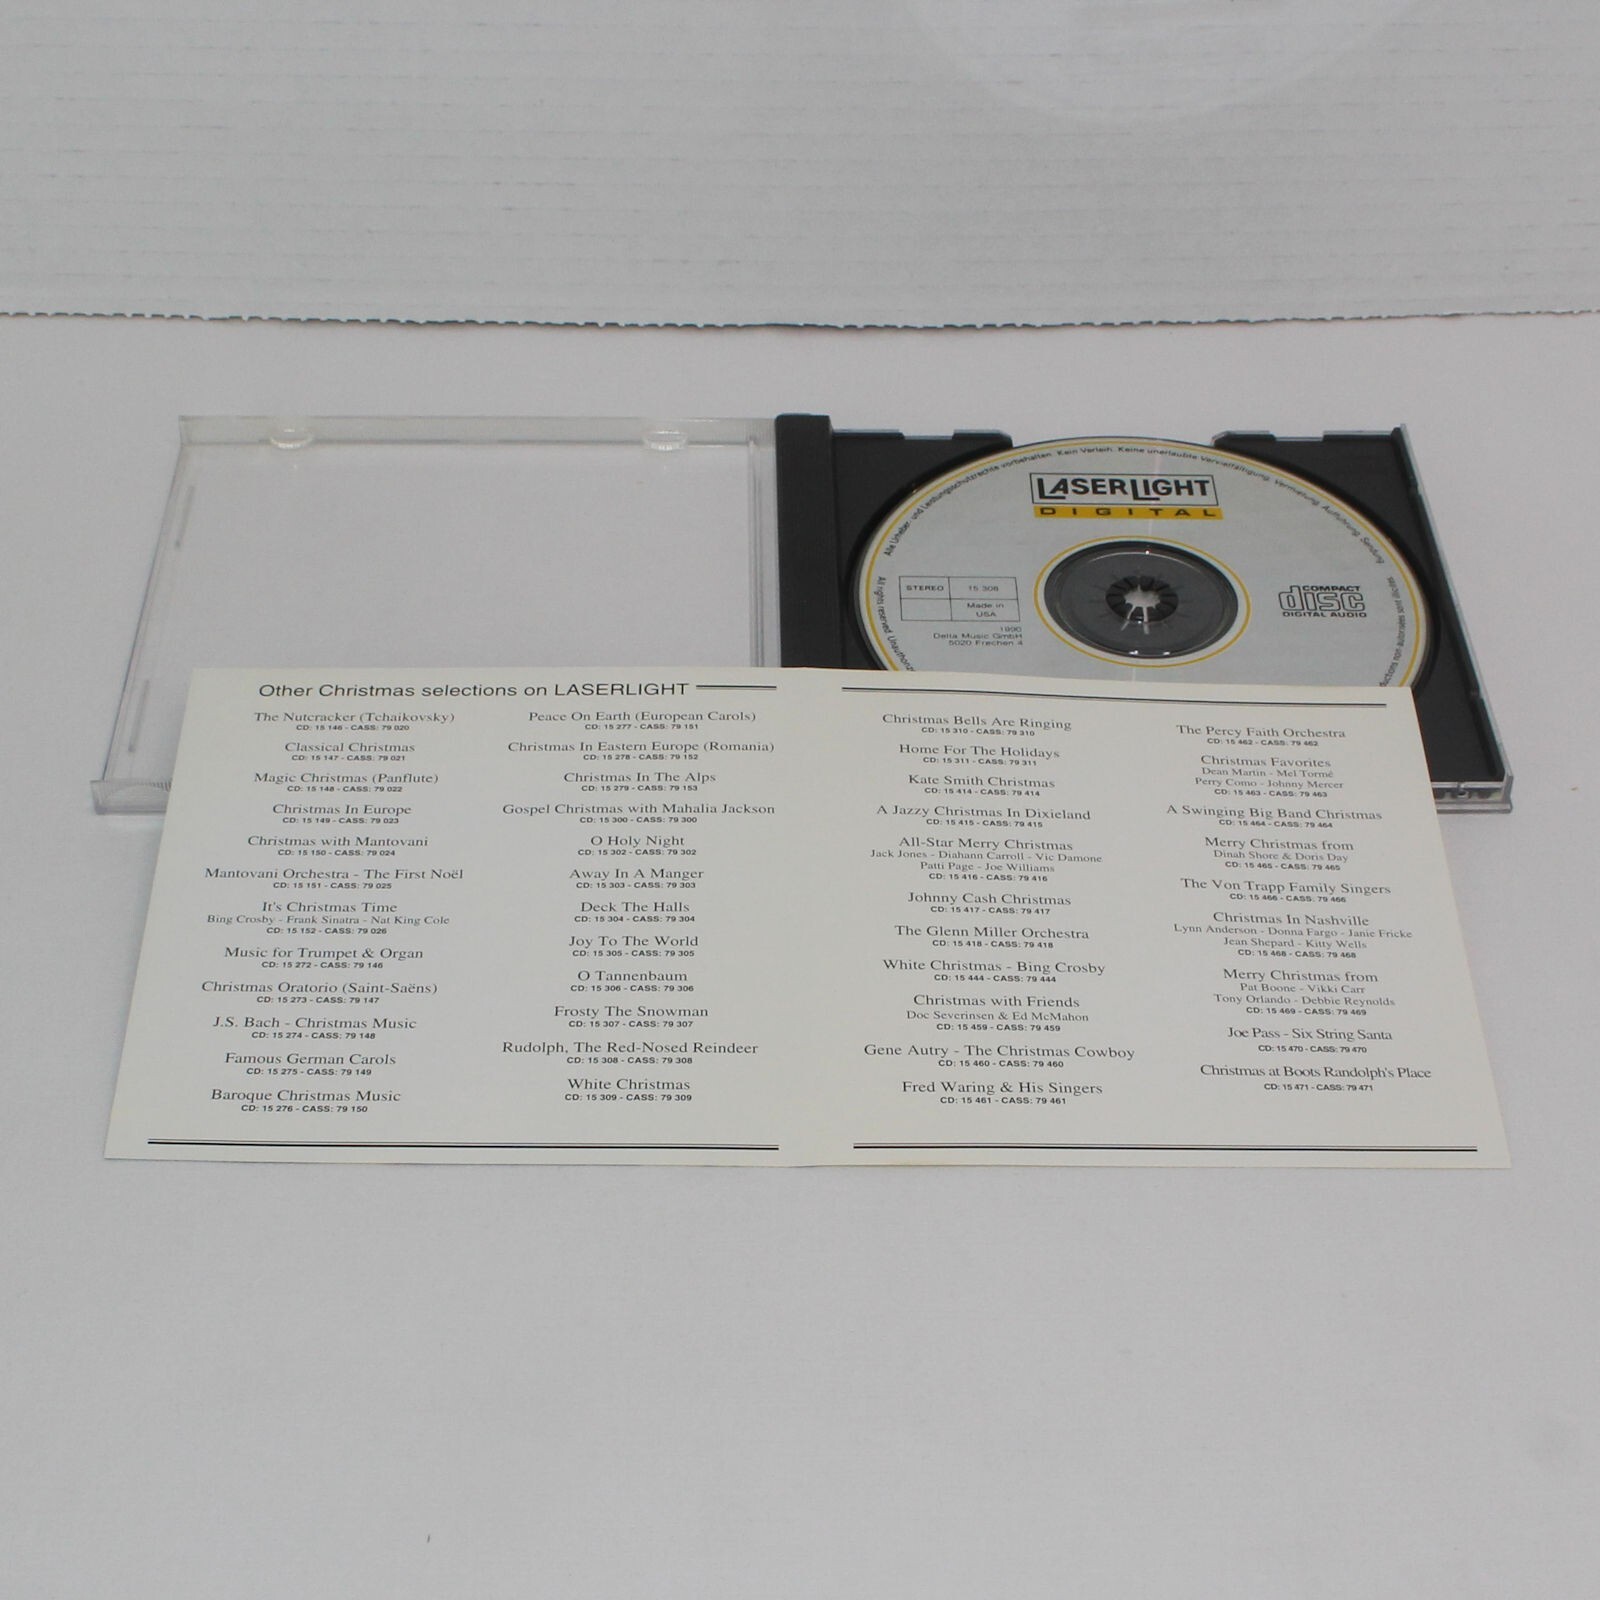 Alle Urheber- und Leistungsschutzrechte vorbehalten. Kein Verleih. Keine unerlaubte Vervielfältigung, Vermietung, Aufführung, Sendung
LASERLIGHT
DIGITAL
STEREO 15 308
Made in
USA
1990
Delta Music GmbH
5020 Frechen 4
COMPACT
disc
DIGITAL AUDIO
All rights reserved
Other Christmas selections on LASERLIGHT
The Nutcracker (Tchaikovsky)
CD: 15 146 - CASS: 79 020
Classical Christmas
CD: 15 147 - CASS: 79 021
Magic Christmas (Panflute)
CD: 15 148 - CASS: 79 022
Christmas In Europe
CD: 15 149 - CASS: 79 023
Christmas with Mantovani
CD: 15 150 - CASS: 79 024
Mantovani Orchestra - The First Noël
CD: 15 151 - CASS: 79 025
It's Christmas Time
Bing Crosby - Frank Sinatra - Nat King Cole
CD: 15 152 - CASS: 79 026
Music for Trumpet & Organ
CD: 15 272 - CASS: 79 146
Christmas Oratorio (Saint-Saëns)
CD: 15 273 - CASS: 79 147
J.S. Bach - Christmas Music
CD: 15 274 - CASS: 79 148
Famous German Carols
CD: 15 275 - CASS: 79 149
Baroque Christmas Music
CD: 15 276 - CASS: 79 150
Peace On Earth (European Carols)
CD: 15 277 - CASS: 79 151
Christmas In Eastern Europe (Romania)
CD: 15 278 - CASS: 79 152
Christmas In The Alps
CD: 15 279 - CASS: 79 153
Gospel Christmas with Mahalia Jackson
CD: 15 300 - CASS: 79 300
O Holy Night
CD: 15 302 - CASS: 79 302
Away In A Manger
CD: 15 303 - CASS: 79 303
Deck The Halls
CD: 15 304 - CASS: 79 304
Joy To The World
CD: 15 305 - CASS: 79 305
O Tannenbaum
CD: 15 306 - CASS: 79 306
Frosty The Snowman
CD: 15 307 - CASS: 79 307
Rudolph, The Red-Nosed Reindeer
CD: 15 308 - CASS: 79 308
White Christmas
CD: 15 309 - CASS: 79 309
Christmas Bells Are Ringing
CD: 15 310 - CASS: 79 310
Home For The Holidays
CD: 15 311 - CASS: 79 311
Kate Smith Christmas
CD: 15 414 - CASS: 79 414
A Jazzy Christmas In Dixieland
CD: 15 415 - CASS: 79 415
All-Star Merry Christmas
Jack Jones - Diahann Carroll - Vic Damone
Patti Page - Joe Williams
CD: 15 416 - CASS: 79 416
Johnny Cash Christmas
CD: 15 417 - CASS: 79 417
The Glenn Miller Orchestra
CD: 15 418 - CASS: 79 418
White Christmas - Bing Crosby
CD: 15 444 - CASS: 79 444
Christmas with Friends
Doc Severinsen & Ed McMahon
CD: 15 459 - CASS: 79 459
Gene Autry - The Christmas Cowboy
CD: 15 460 - CASS: 79 460
Fred Waring & His Singers
CD: 15 461 - CASS: 79 461
The Percy Faith Orchestra
CD: 15 462 - CASS: 79 462
Christmas Favorites
Dean Martin - Mel Tormé
Perry Como - Johnny Mercer
CD: 15 463 - CASS: 79 463
A Swinging Big Band Christmas
CD: 15 464 - CASS: 79 464
Merry Christmas from
Dinah Shore & Doris Day
CD: 15 465 - CASS: 79 465
The Von Trapp Family Singers
CD: 15 466 - CASS: 79 466
Christmas In Nashville
Lynn Anderson - Donna Fargo - Janie Fricke
Jean Shepard - Kitty Wells
CD: 15 468 - CASS: 79 468
Merry Christmas from
Pat Boone - Vikki Carr
Tony Orlando - Debbie Reynolds
CD: 15 469 - CASS: 79 469
Joe Pass - Six String Santa
CD: 15 470 - CASS: 79 470
Christmas at Boots Randolph's Place
CD: 15 471 - CASS: 79 471